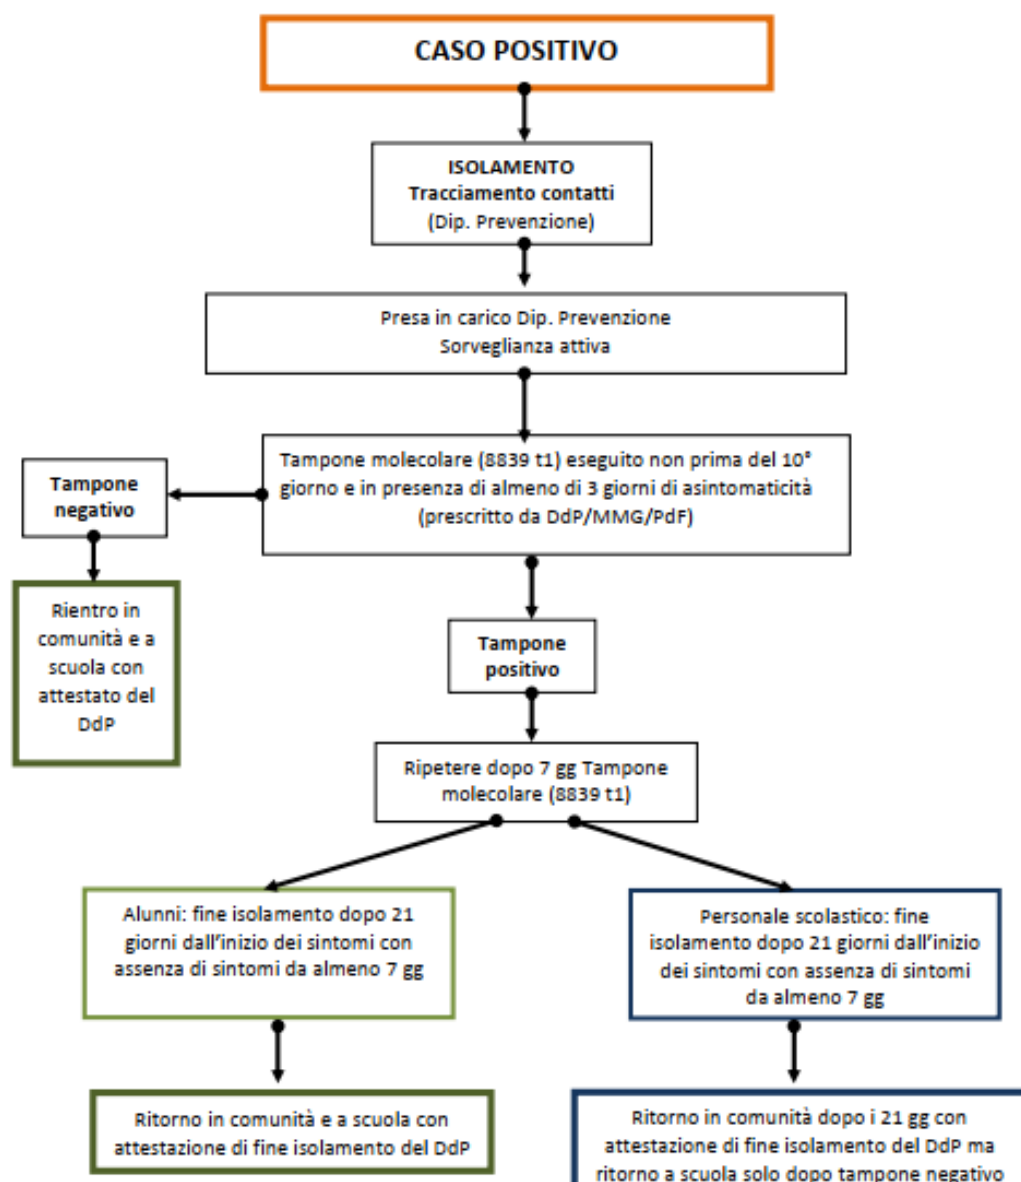 CASO POSITIVO
ISOLAMENTO
Tracciamento contatti
(Dip. Prevenzione)
Presa in carico Dip. Prevenzione
Sorveglianza attiva
Tampone molecolare (8839 t1) eseguito non prima del 10°
giorno e in presenza di almeno di 3 giorni di asintomaticità
(prescritto da DdP/MMG/PdF)
Tampone
negativo
Rientro in
comunità e a
scuola con
attestato del
DdP
Tampone
positivo
Ripetere dopo 7 gg Tampone
molecolare (8839 t1)
Alunni: fine isolamento dopo 21
giorni dall'inizio dei sintomi con
assenza di sintomi da almeno 7 gg
Personale scolastico: fine
isolamento dopo 21 giorni dall'inizio
dei sintomi con assenza di sintomi
da almeno 7 gg
Ritorno in comunità e a scuola con
attestazione di fine isolamento del DdP
Ritorno in comunità dopo i 21 gg con
attestazione di fine isolamento del DdP ma
ritorno a scuola solo dopo tampone negativo